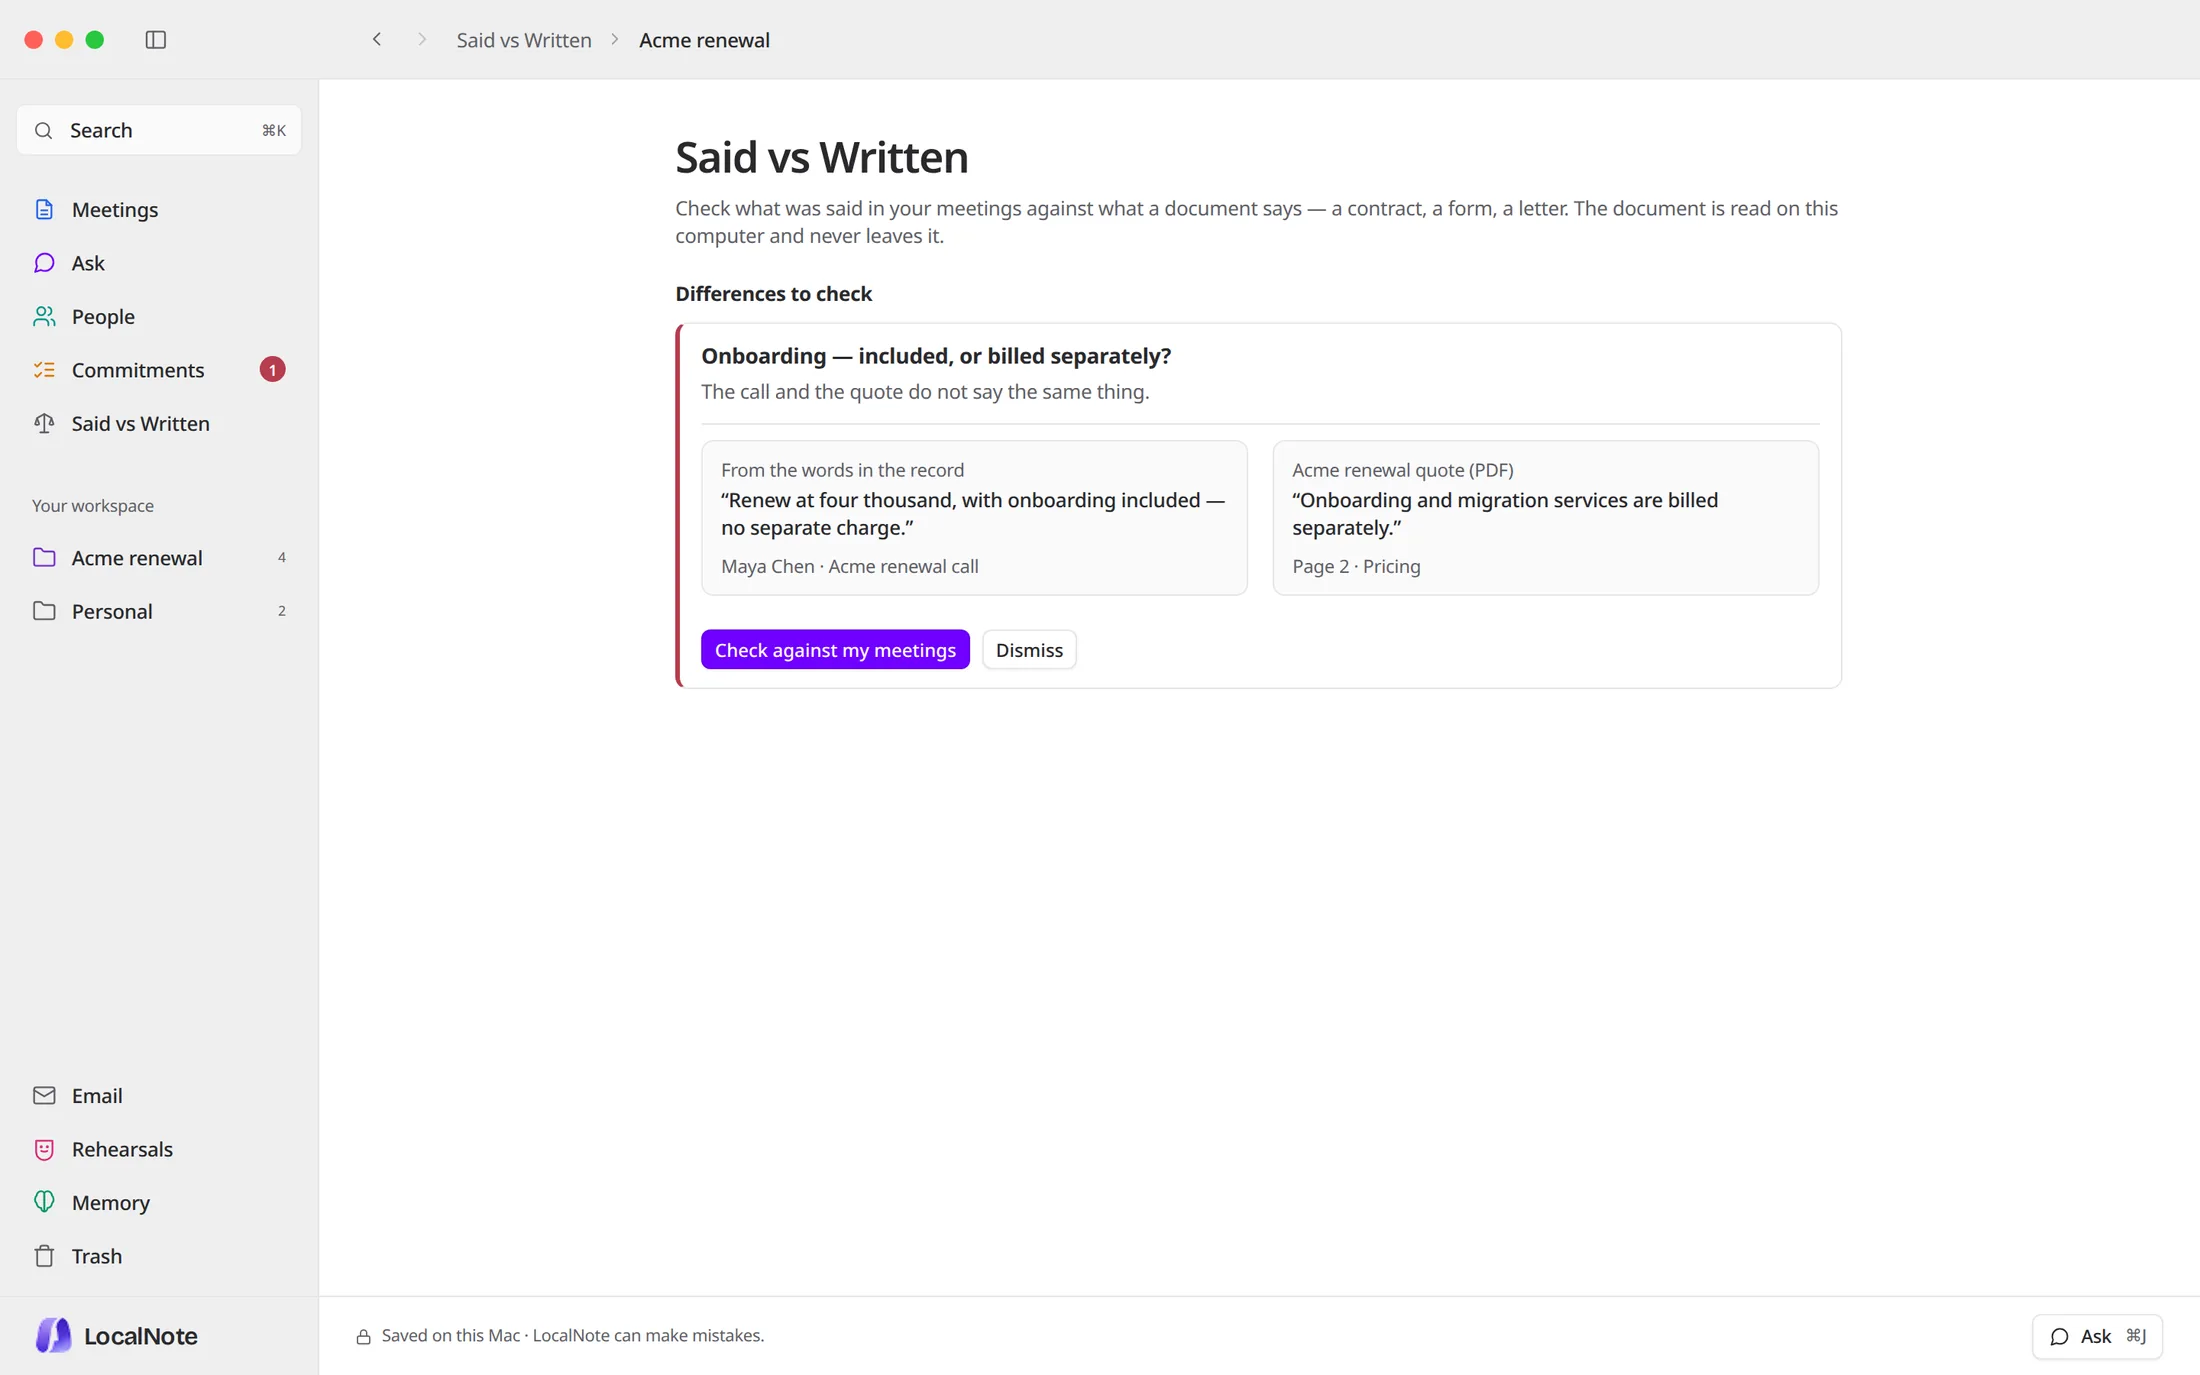 Said vs Written
Acme renewal
Search
⌘K
Meetings
Ask
People
Commitments
1
Said vs Written
Your workspace
Acme renewal
4
Personal
2
Email
Rehearsals
Memory
Trash
LocalNote
Said vs Written
Check what was said in your meetings against what a document says — a contract, a form, a letter. The document is read on this
computer and never leaves it.
Differences to check
Onboarding — included, or billed separately?
The call and the quote do not say the same thing.
From the words in the record
“Renew at four thousand, with onboarding included —
no separate charge.”
Maya Chen · Acme renewal call
Acme renewal quote (PDF)
“Onboarding and migration services are billed
separately.”
Page 2 · Pricing
Check against my meetings
Dismiss
Saved on this Mac · LocalNote can make mistakes.
Ask ⌘J